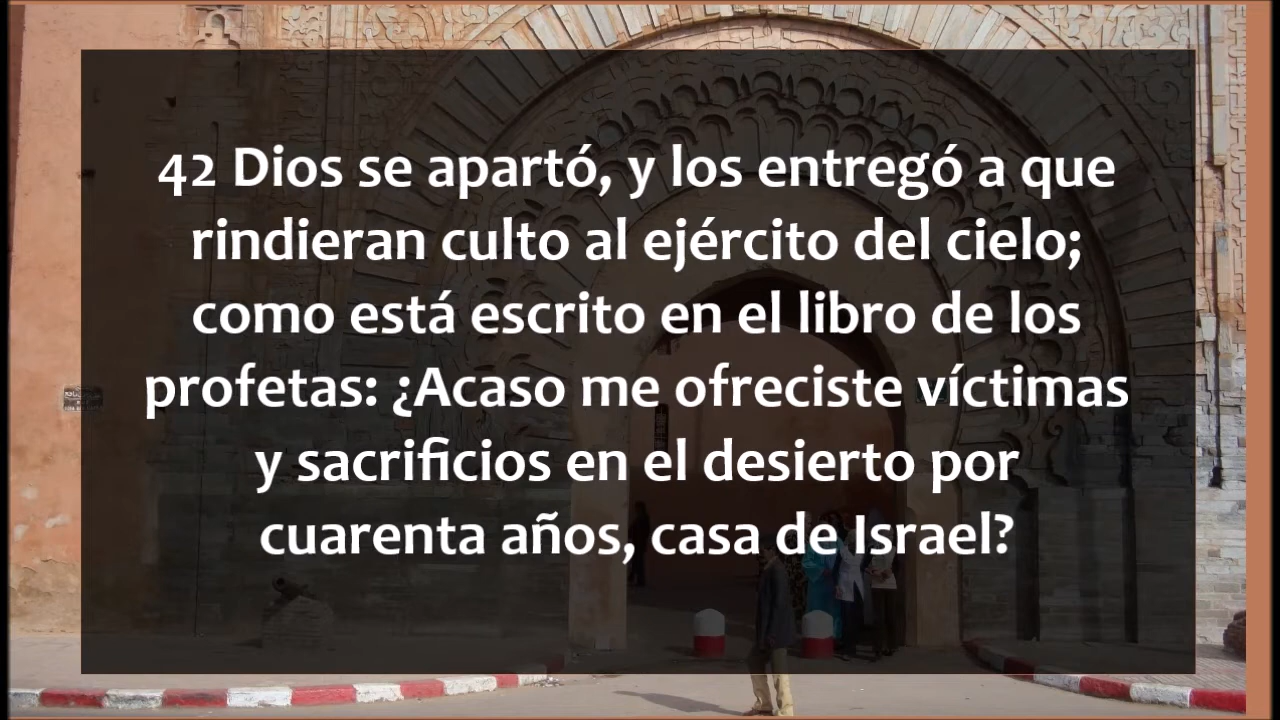 42 Dios se apartó, y los entregó a que
rindieran culto al ejército del cielo;
como está escrito en el libro de los
profetas: ¿Acaso me ofreciste víctimas
y sacrificios en el desierto por
cuarenta años, casa de Israel?